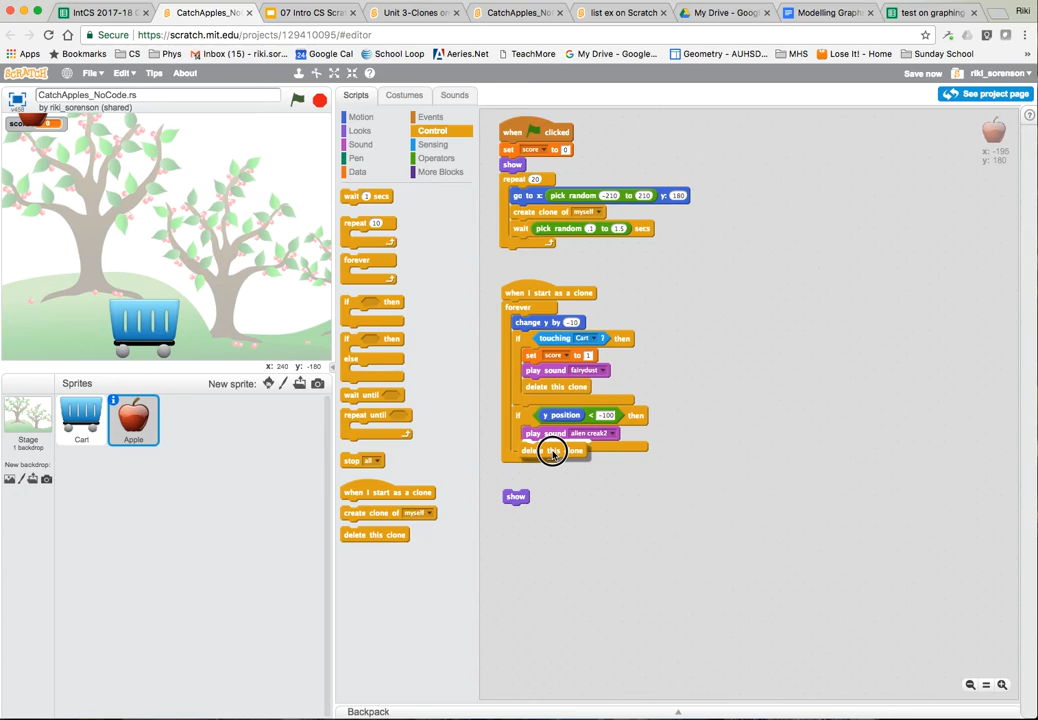 IntCS 2017-18 C
CatchApples_No
07 Intro CS Scra
Unit 3-Clones or
CatchApples_No
list ex on Scratch
My Drive - Goog
Modelling Graph
test on graphing
Riki
Secure https://scratch.mit.edu/projects/129410095/#editor
Apps Bookmarks CS Phys Inbox (15) - riki.sor... Google Cal School Loop Aeries.Net TeachMore My Drive - Google... Geometry - AUHSD... MHS Lose It! - Home Sunday School
SCRATCH File Edit Tips About Save now riki_sorenson
CatchApples_NoCode.rs
by riki_sorenson (shared)
v458
Scripts Costumes Sounds
See project page
score 0
Motion Events
Looks Control
Sound Sensing
Pen Operators
Data More Blocks
wait 1 secs
repeat 10
forever
if then
if then
else
wait until
repeat until
stop all
when I start as a clone
create clone of myself
delete this clone
when clicked
set score to 0
show
repeat 20
go to x: pick random -210 to 210 y: 180
create clone of myself
wait pick random .1 to 1.5 secs
when I start as a clone
forever
change y by -10
if touching Cart ? then
set score to 1
play sound fairydust
delete this clone
if y position < -100 then
play sound alien creak2
delete this clone
show
x: -195
y: 180
x: 240 y: -180
Sprites New sprite:
Stage
1 backdrop
New backdrop:
Cart
Apple
Backpack